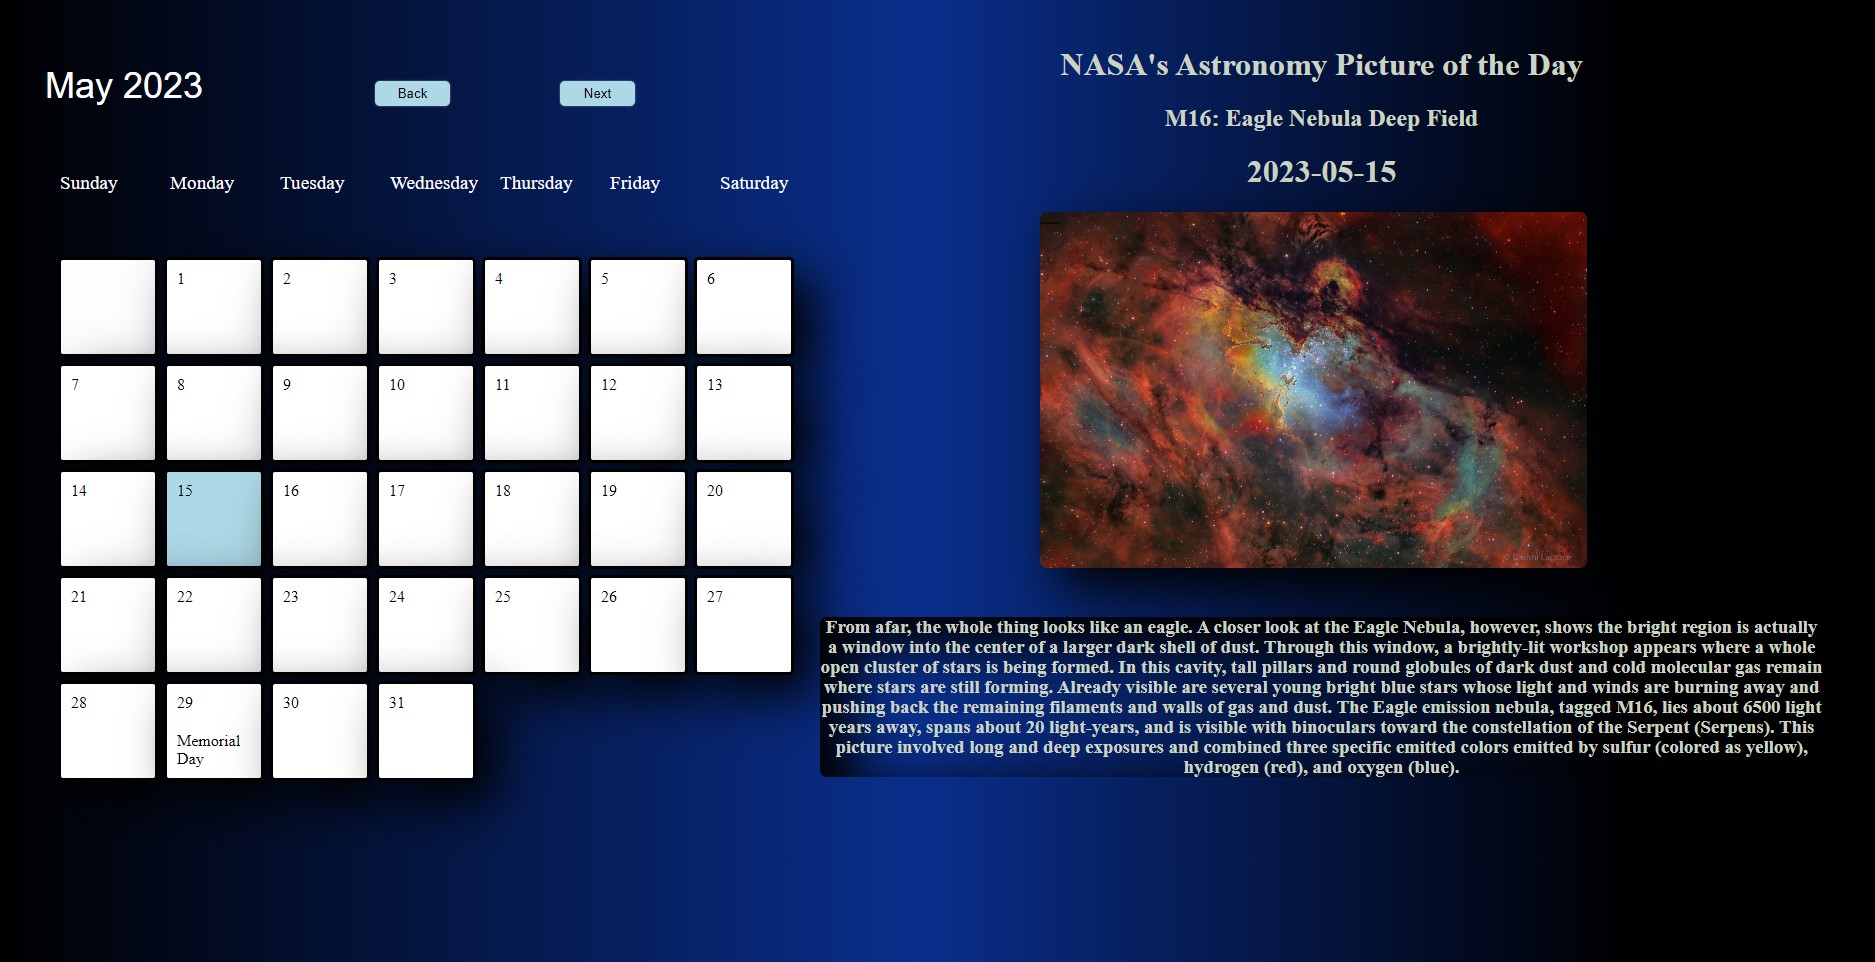 May 2023
Back
Next
Sunday Monday Tuesday Wednesday Thursday Friday Saturday
1 2 3 4 5 6
7 8 9 10 11 12 13
14 15 16 17 18 19 20
21 22 23 24 25 26 27
28 29 30 31
Memorial
Day
NASA's Astronomy Picture of the Day
M16: Eagle Nebula Deep Field
2023-05-15
From afar, the whole thing looks like an eagle. A closer look at the Eagle Nebula, however, shows the bright region is actually
a window into the center of a larger dark shell of dust. Through this window, a brightly-lit workshop appears where a whole
open cluster of stars is being formed. In this cavity, tall pillars and round globules of dark dust and cold molecular gas remain
where stars are still forming. Already visible are several young bright blue stars whose light and winds are burning away and
pushing back the remaining filaments and walls of gas and dust. The Eagle emission nebula, tagged M16, lies about 6500 light
years away, spans about 20 light-years, and is visible with binoculars toward the constellation of the Serpent (Serpens). This
picture involved long and deep exposures and combined three specific emitted colors emitted by sulfur (colored as yellow),
hydrogen (red), and oxygen (blue).